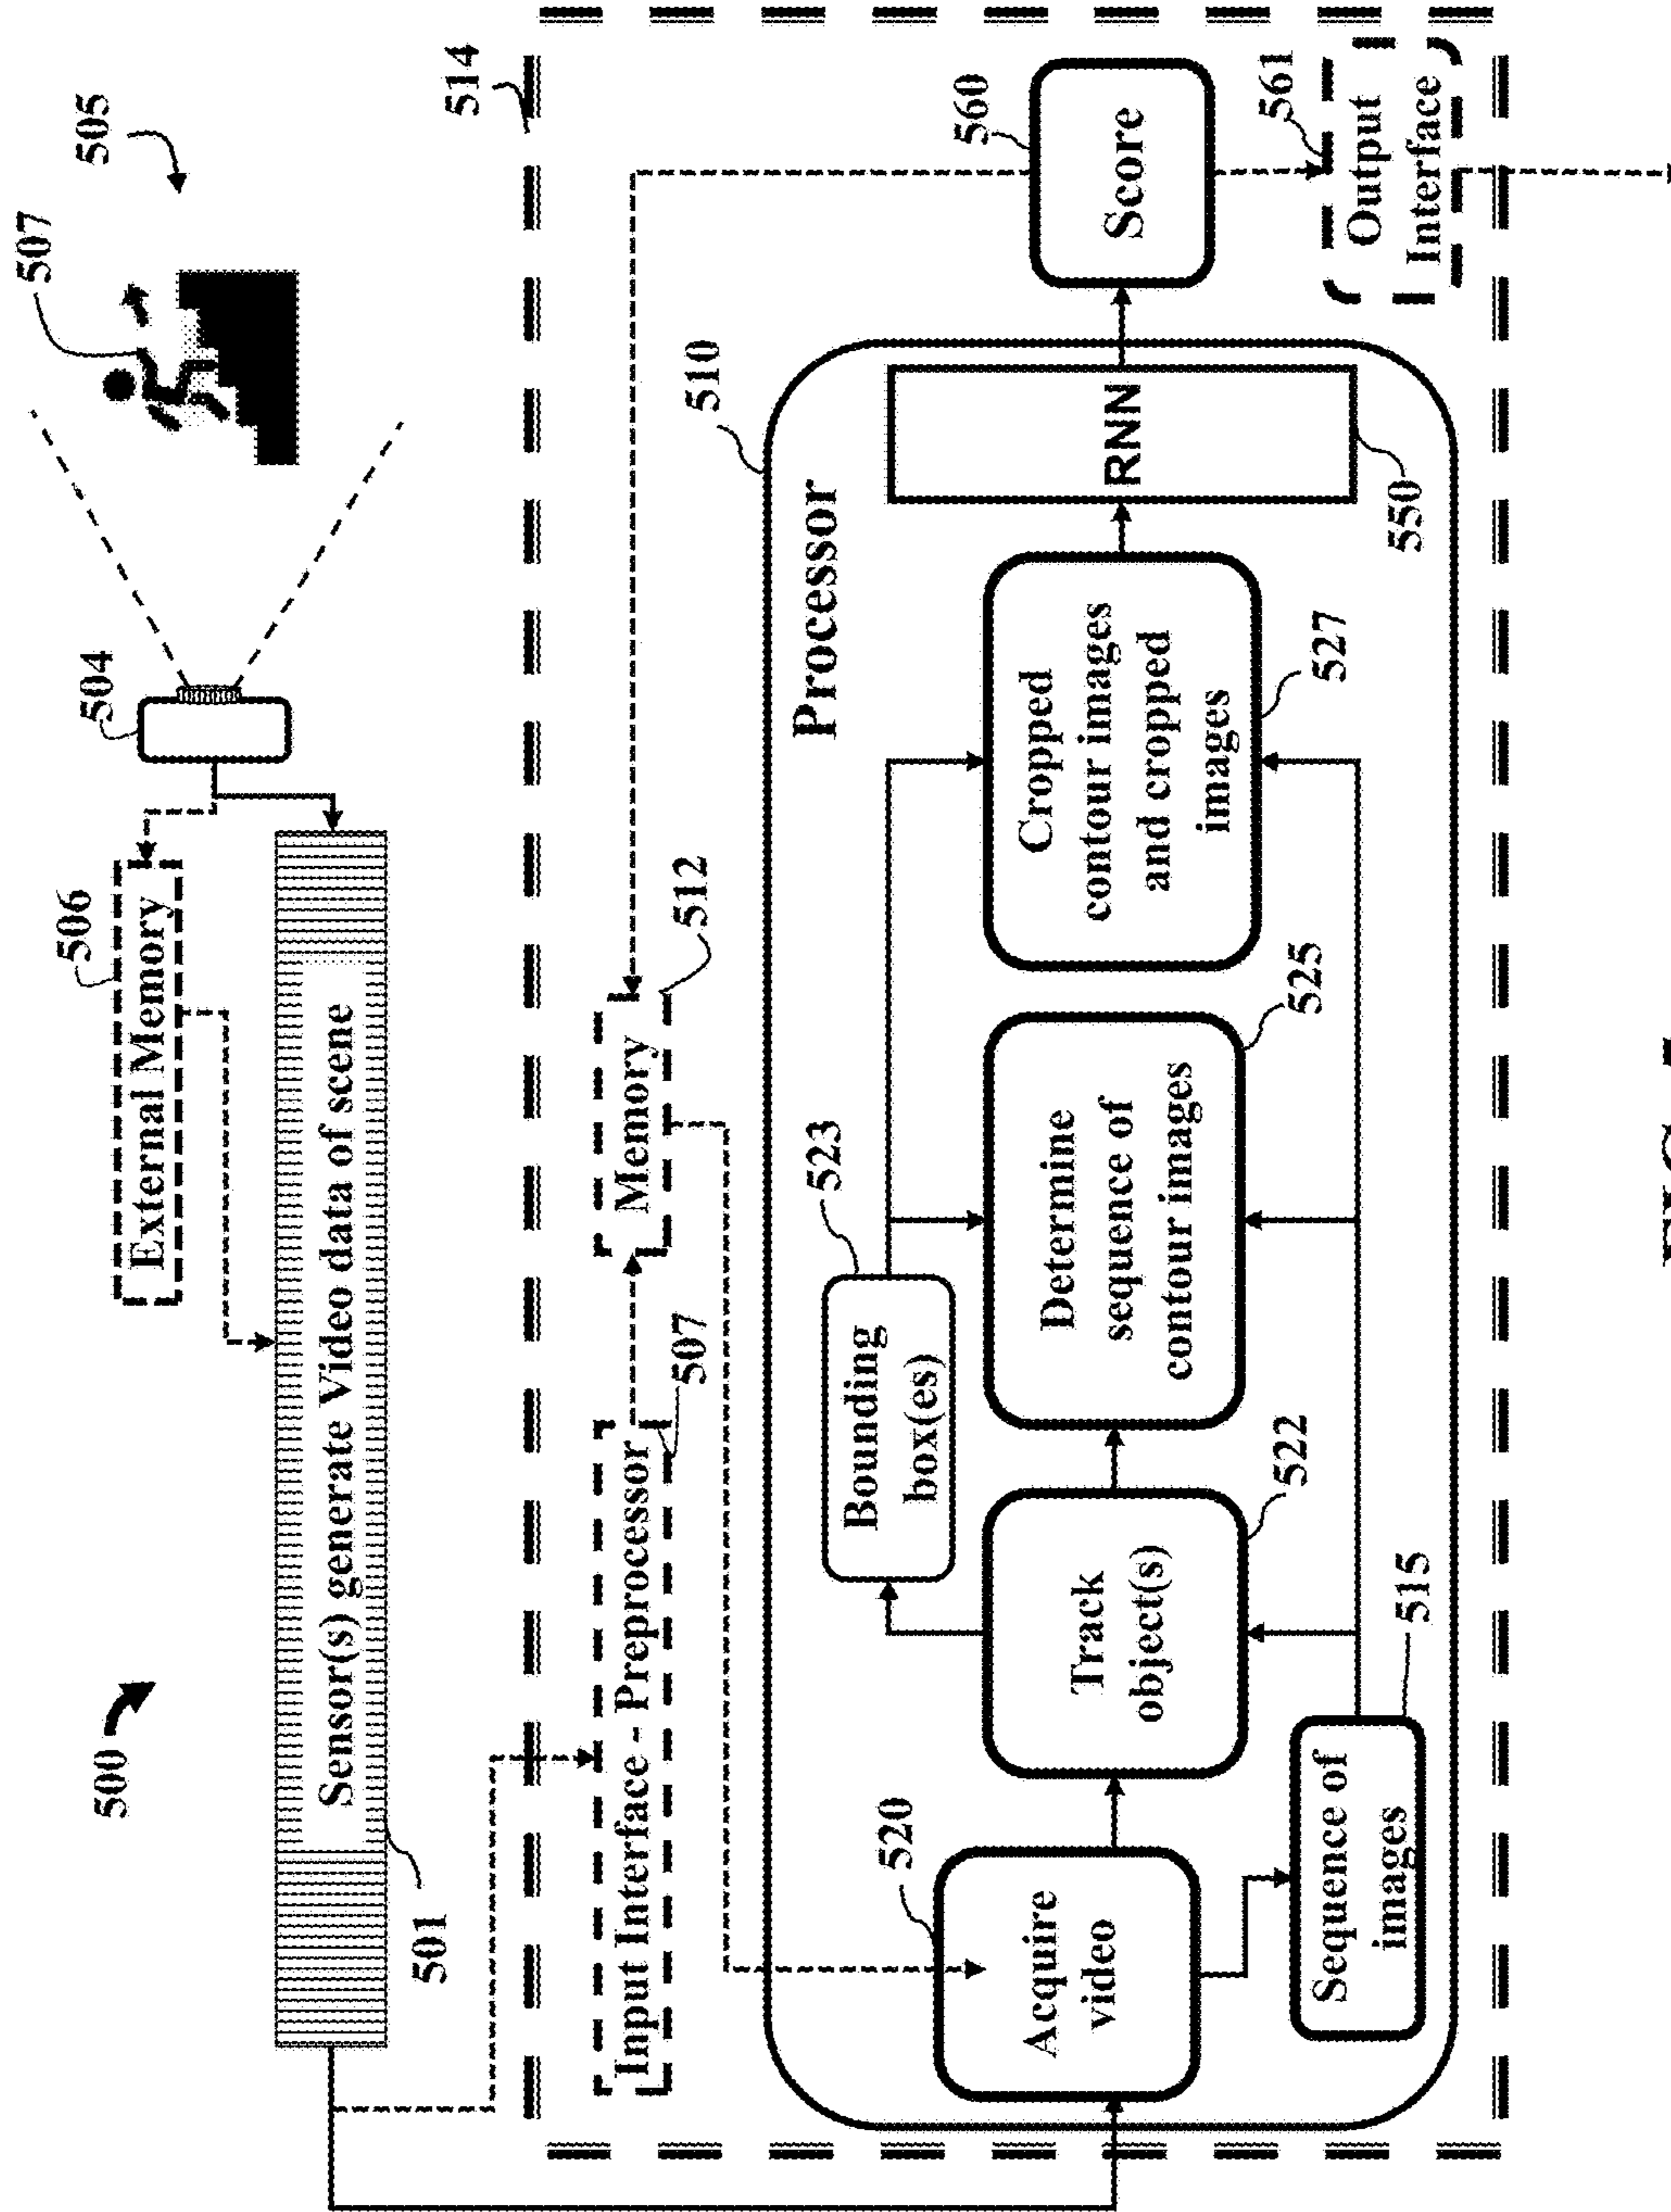 500
505
507
504
506
External Memory
Sensor(s) generate Video data of scene
501
514
Input Interface - Preprocessor
507
Memory
512
510
Processor
520
Acquire
video
Sequence of
images
515
Track
object(s)
522
Bounding
box(es)
523
Determine
sequence of
contour images
525
Cropped
contour images
and cropped
images
527
RNN
550
Score
560
561
Output
Interface